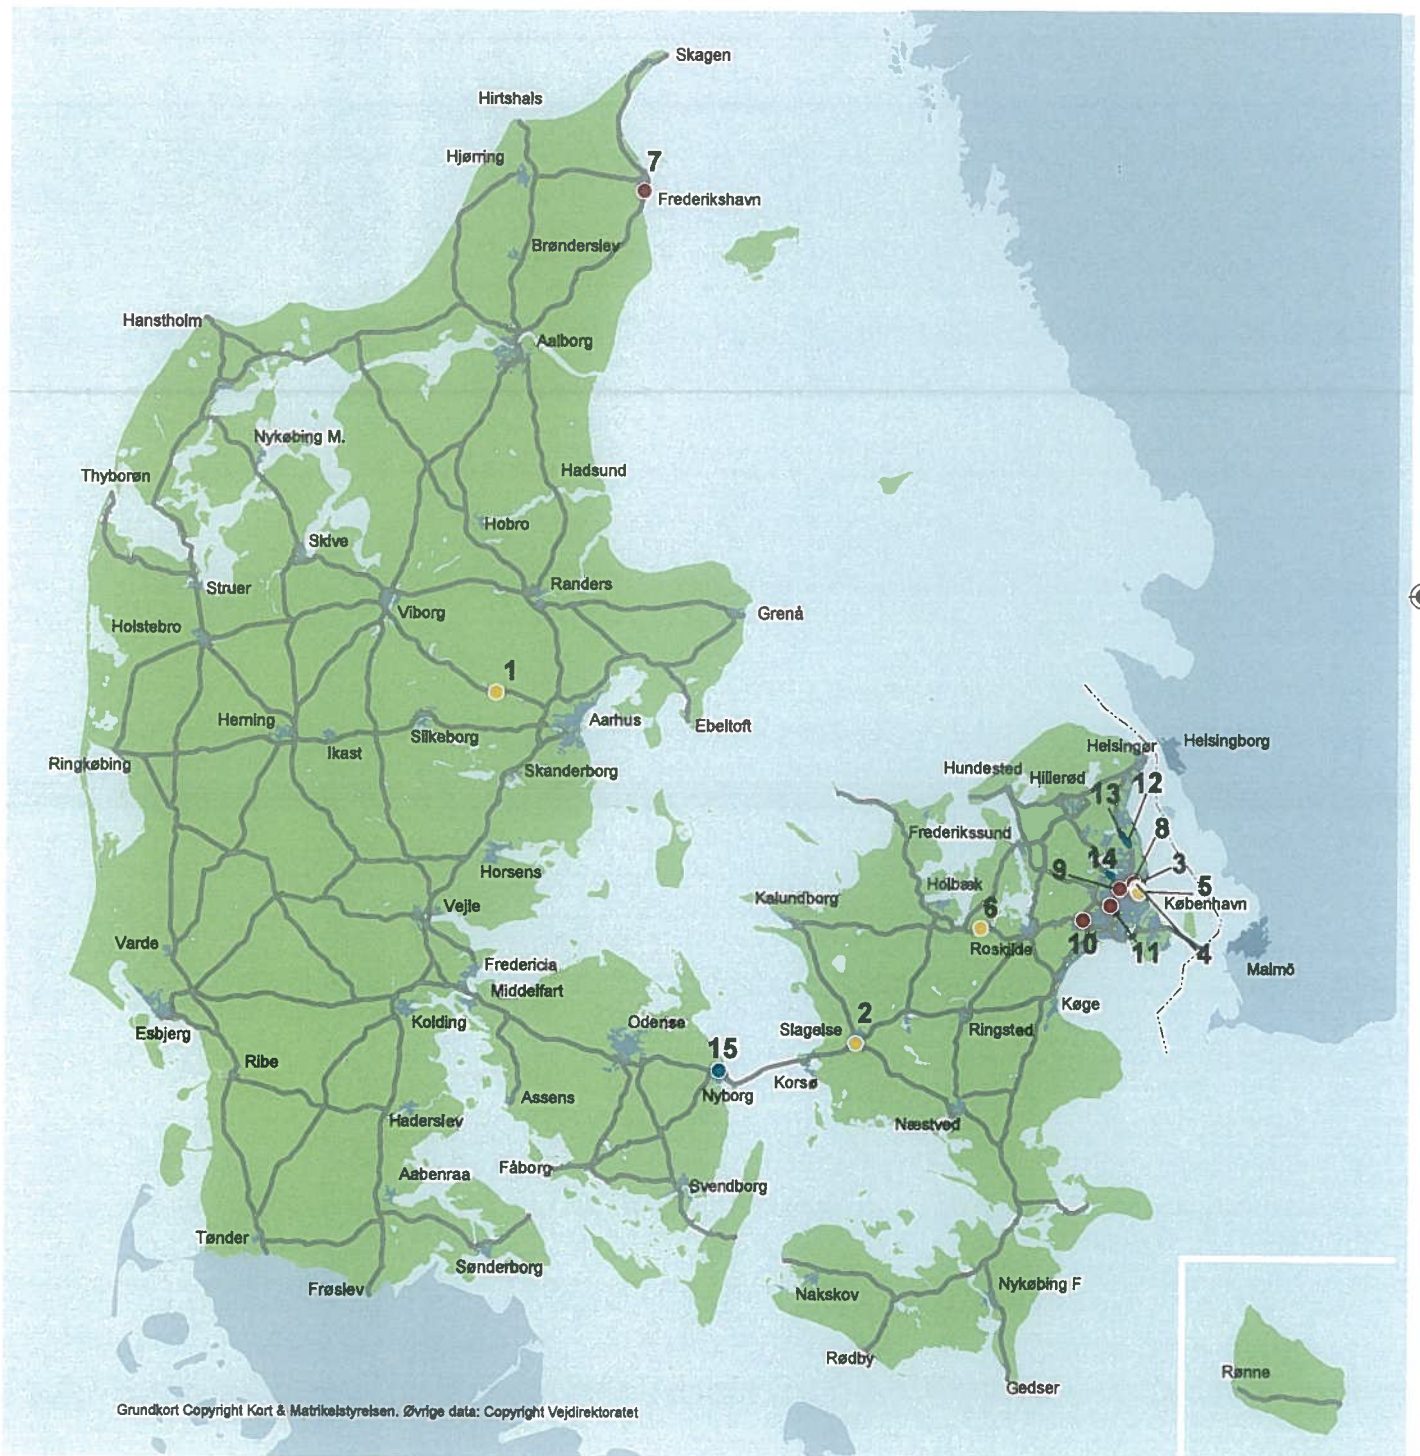 Skagen
Hirtshals
Hjørring
7
Frederikshavn
Brønderslev
Hanstholm
Aalborg
Nykøbing M.
Thyborøn
Hadsund
Hobro
Skive
Struer
Randers
Viborg
Grenå
Holstebro
1
Herning
Ikast
Silkeborg
Aarhus
Ebeltoft
Ringkøbing
Skanderborg
Helsingør
Helsingborg
Hundested
Hillerød
13
12
Frederikssund
8
14
3
9
5
Horsens
Holbæk
Kalundborg
København
6
Vejle
Varde
Roskilde
10
11
4
Malmö
Fredericia
Middelfart
Køge
Kolding
Odense
Slagelse
2
Ringsted
Esbjerg
15
Ribe
Korsø
Nyborg
Assens
Haderslev
Næstved
Fåborg
Aabenraa
Svendborg
Tønder
Sønderborg
Frøslev
Nakskov
Nykøbing F
Rødby
Rønne
Gedser
Grundkort Copyright Kort & Matrikelstyrelsen. Øvrige data: Copyright Vejdirektoratet